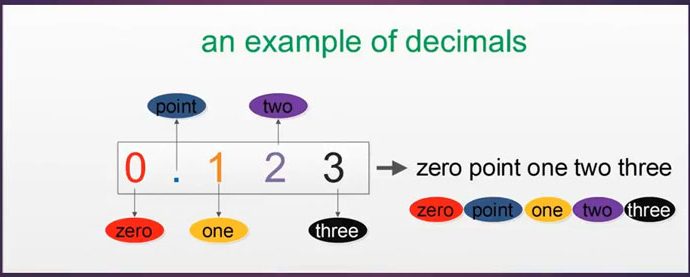 an example of decimals
point two
0 . 1 2 3
zero point one two three
zero one three
zero point one two three